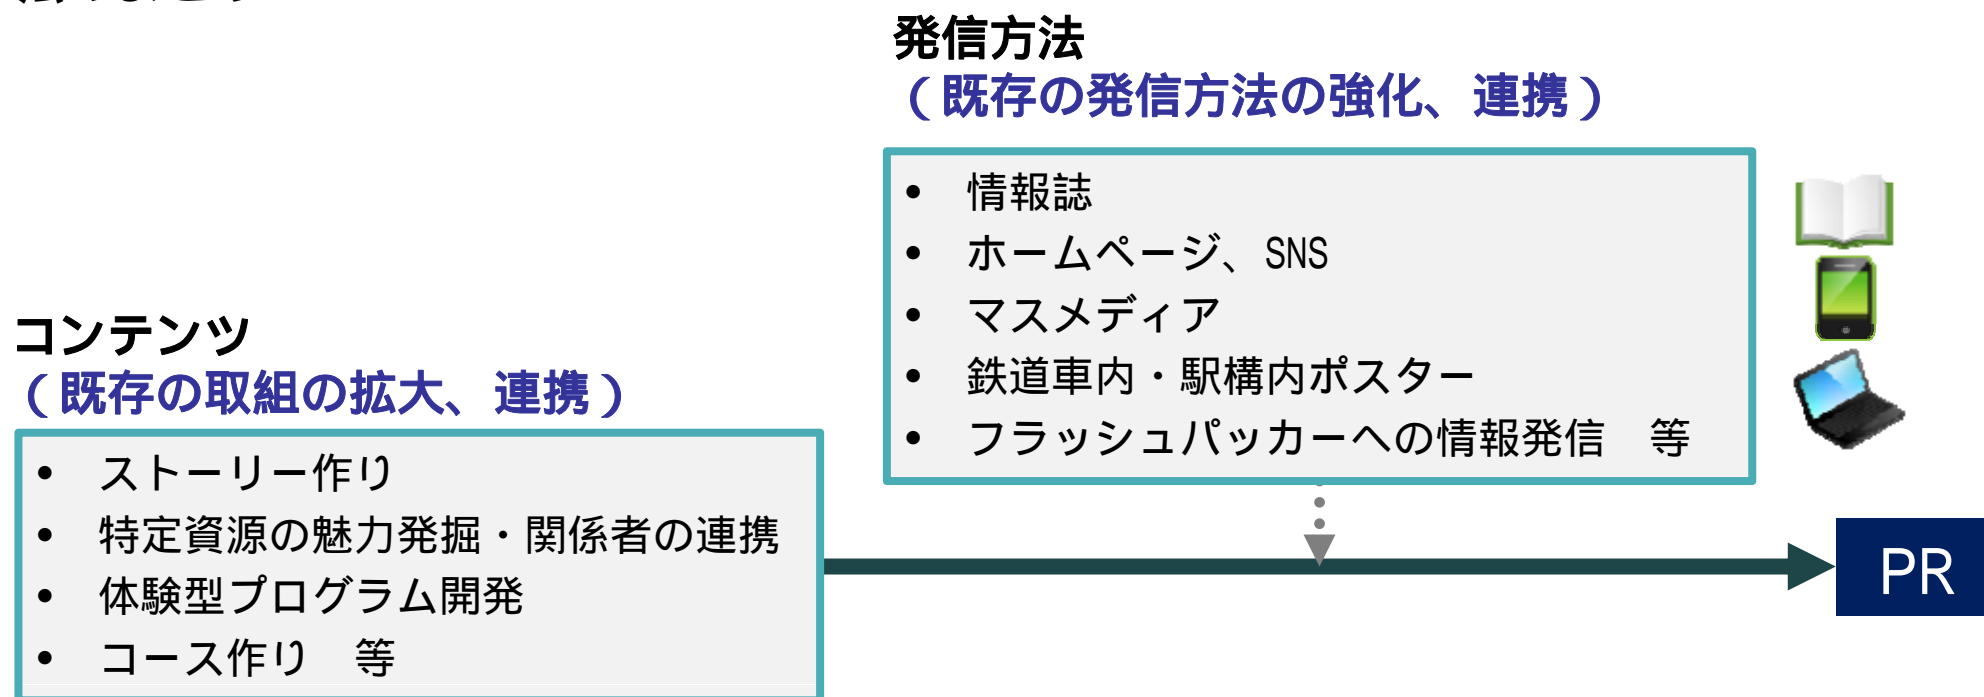 発信方法
（既存の発信方法の強化、連携）
• 情報誌
• ホームページ、SNS
• マスメディア
• 鉄道車内・駅構内ポスター
• フラッシュパッカーへの情報発信　等
コンテンツ
（既存の取組の拡大、連携）
• ストーリー作り
• 特定資源の魅力発掘・関係者の連携
• 体験型プログラム開発
• コース作り　等
PR